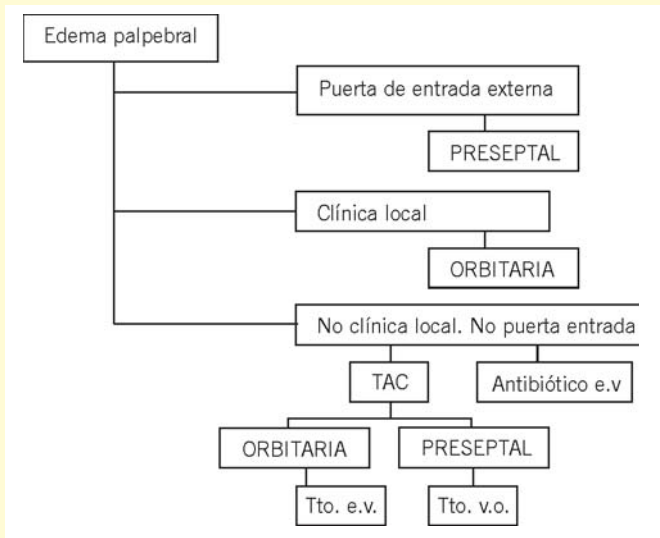 Edema palpebral
Puerta de entrada externa
PRESEPTAL
Clínica local
ORBITARIA
No clínica local. No puerta entrada
TAC
Antibiótico e.v
ORBITARIA
PRESEPTAL
Tto. e.v.
Tto. v.o.